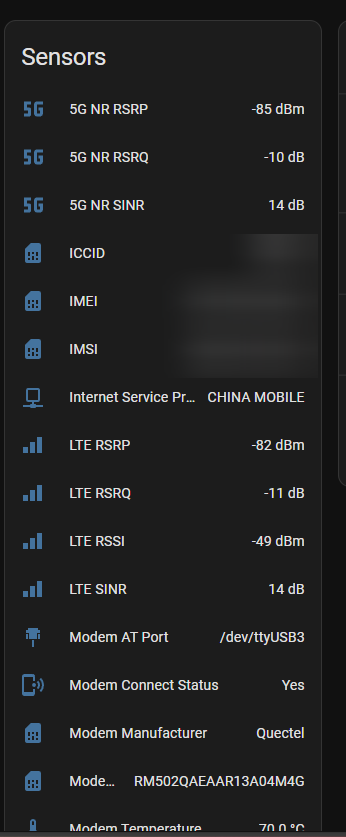 Sensors
5G 5G NR RSRP -85 dBm
5G 5G NR RSRQ -10 dB
5G 5G NR SINR 14 dB
ICCID
IMEI
IMSI
Internet Service Pr... CHINA MOBILE
LTE RSRP -82 dBm
LTE RSRQ -11 dB
LTE RSSI -49 dBm
LTE SINR 14 dB
Modem AT Port /dev/ttyUSB3
Modem Connect Status Yes
Modem Manufacturer Quectel
Mode... RM502QAEAAR13A04M4G
Modem Temperature 70.0 °C